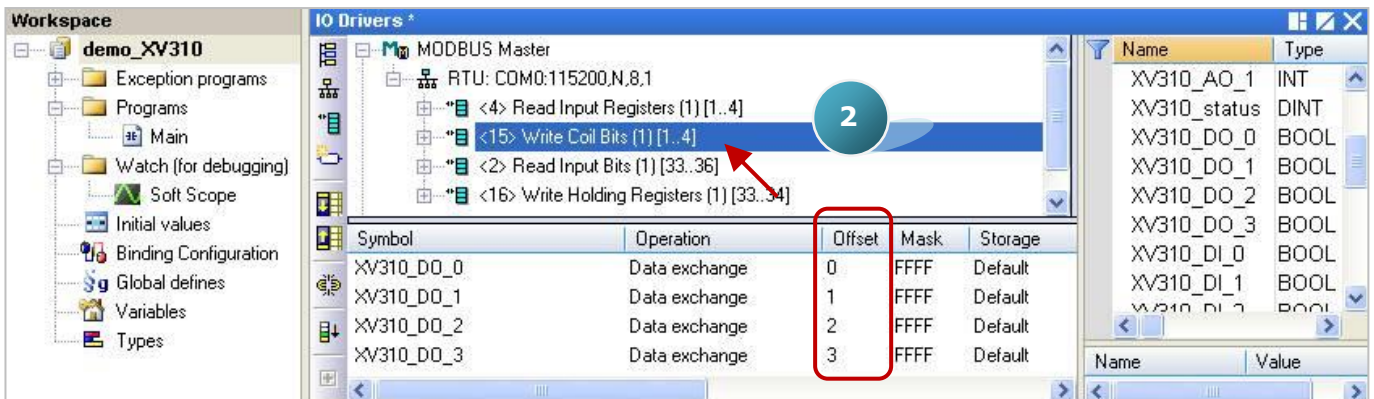 Workspace
demo_XV310
Exception programs
Programs
Main
Watch (for debugging)
Soft Scope
Initial values
Binding Configuration
Global defines
Variables
Types
IO Drivers *
MODBUS Master
RTU: COM0:115200,N,8,1
<4> Read Input Registers (1) [1..4]
<15> Write Coil Bits (1) [1..4]
<2> Read Input Bits (1) [33..36]
<16> Write Holding Registers (1) [33..34]
2
Symbol Operation Offset Mask Storage
XV310_DO_0 Data exchange 0 FFFF Default
XV310_DO_1 Data exchange 1 FFFF Default
XV310_DO_2 Data exchange 2 FFFF Default
XV310_DO_3 Data exchange 3 FFFF Default
Name Type
XV310_AO_1 INT
XV310_status DINT
XV310_DO_0 BOOL
XV310_DO_1 BOOL
XV310_DO_2 BOOL
XV310_DO_3 BOOL
XV310_DI_0 BOOL
XV310_DI_1 BOOL
XV310_DI_2 BOOL
Name Value